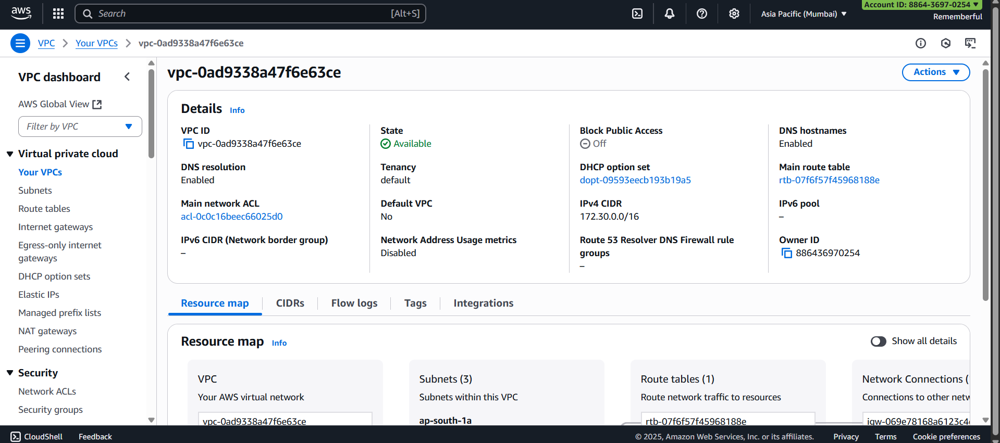 aws
Search
[Alt+S]
Asia Pacific (Mumbai)
Account ID: 8864-3697-0254
Rememberful
VPC
Your VPCs
vpc-0ad9338a47f6e63ce
VPC dashboard
AWS Global View
Filter by VPC
Virtual private cloud
Your VPCs
Subnets
Route tables
Internet gateways
Egress-only internet
gateways
DHCP option sets
Elastic IPs
Managed prefix lists
NAT gateways
Peering connections
Security
Network ACLs
Security groups
vpc-0ad9338a47f6e63ce
Actions
Details Info
VPC ID
vpc-0ad9338a47f6e63ce
State
Available
Block Public Access
Off
DNS hostnames
Enabled
DNS resolution
Enabled
Tenancy
default
DHCP option set
dopt-09593eecb193b19a5
Main route table
rtb-07f6f57f45968188e
Main network ACL
acl-0c0c16beec66025d0
Default VPC
No
IPv4 CIDR
172.30.0.0/16
IPv6 pool
–
IPv6 CIDR (Network border group)
–
Network Address Usage metrics
Disabled
Route 53 Resolver DNS Firewall rule
groups
–
Owner ID
886436970254
Resource map
CIDRs
Flow logs
Tags
Integrations
Resource map Info
Show all details
VPC
Your AWS virtual network
vpc-0ad9338a47f6e63ce
Subnets (3)
Subnets within this VPC
ap-south-1a
Route tables (1)
Route network traffic to resources
rtb-07f6f57f45968188e
Network Connections (
Connections to other netw
igw-069e78168a6123c4
CloudShell
Feedback
© 2025, Amazon Web Services, Inc. or its affiliates.
Privacy
Terms
Cookie preferences